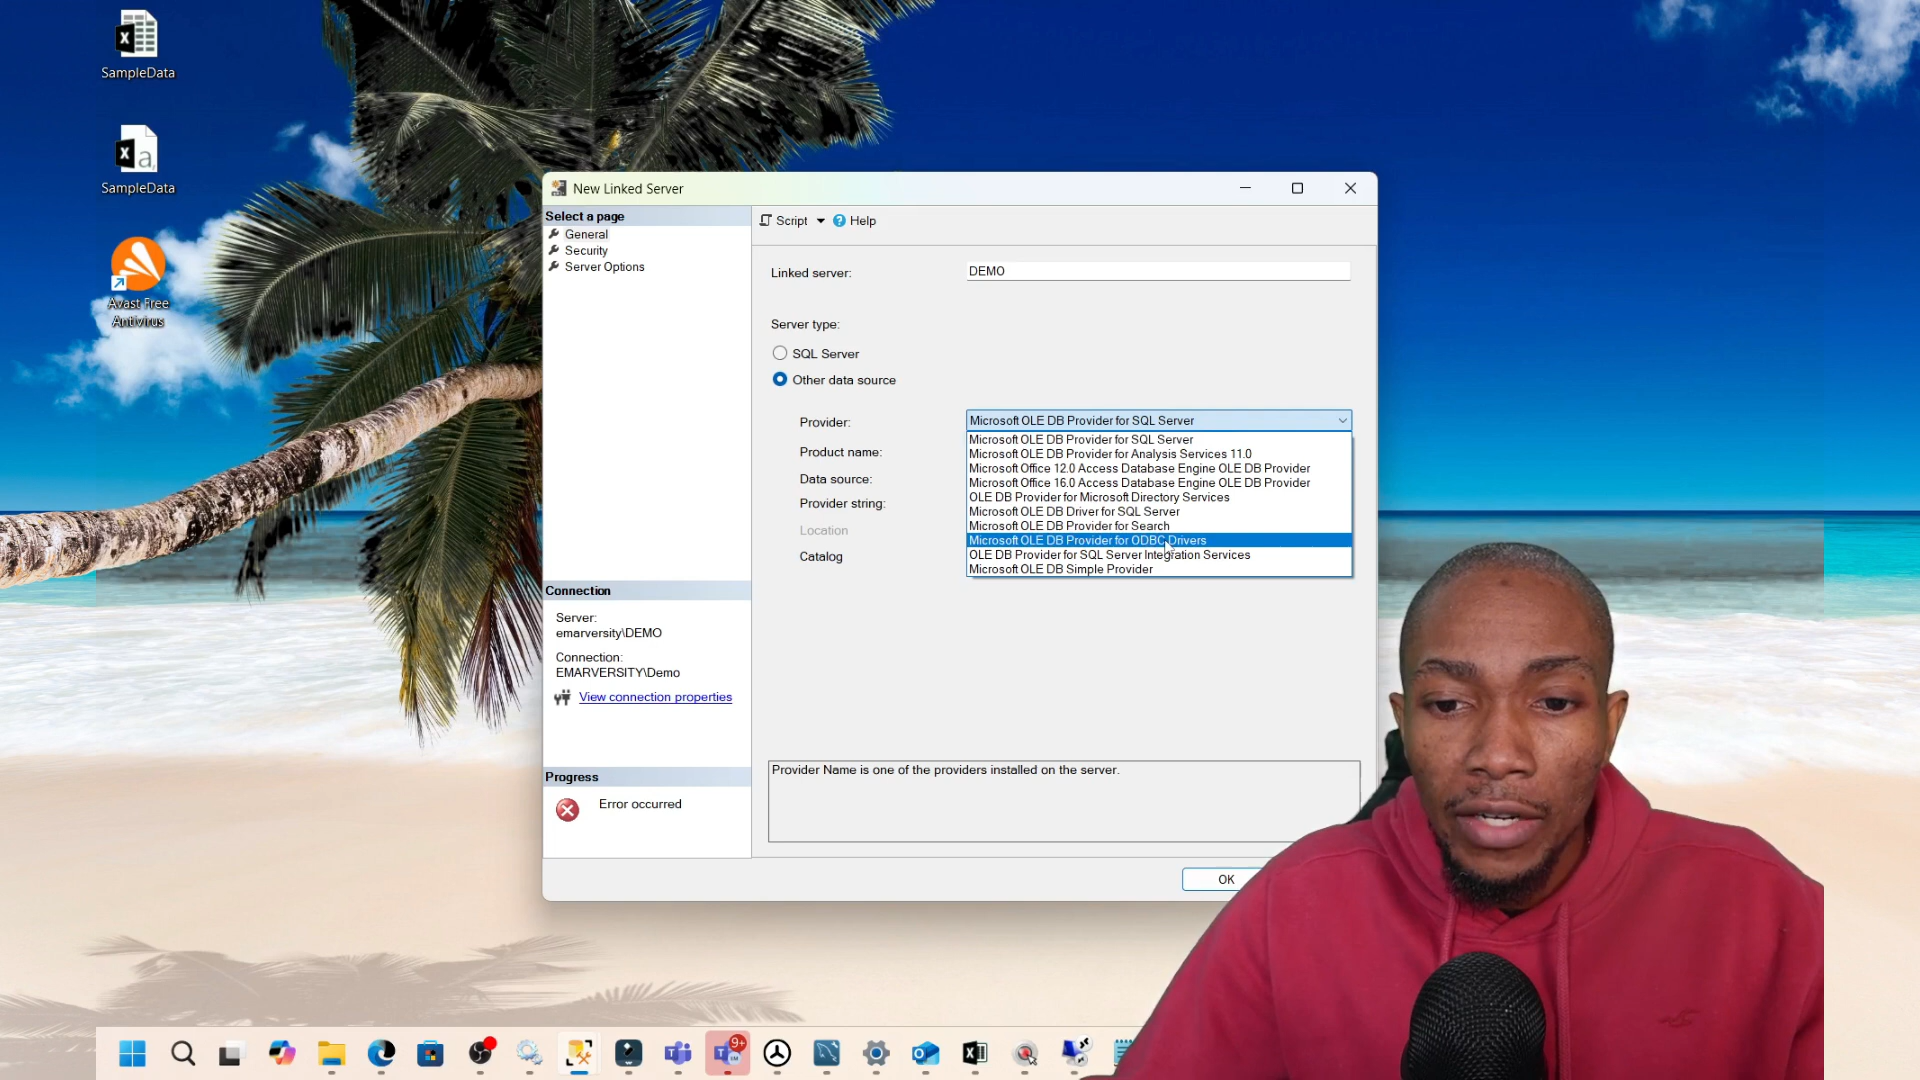 SampleData
SampleData
Avast Free
Antivirus
New Linked Server
Select a page
General
Security
Server Options
Script
Help
Linked server:
DEMO
Server type:
SQL Server
Other data source
Provider:
Microsoft OLE DB Provider for SQL Server
Microsoft OLE DB Provider for SQL Server
Microsoft OLE DB Provider for Analysis Services 11.0
Microsoft Office 12.0 Access Database Engine OLE DB Provider
Microsoft Office 16.0 Access Database Engine OLE DB Provider
OLE DB Provider for Microsoft Directory Services
Microsoft OLE DB Driver for SQL Server
Microsoft OLE DB Provider for Search
Microsoft OLE DB Provider for ODBC Drivers
OLE DB Provider for SQL Server Integration Services
Microsoft OLE DB Simple Provider
Product name:
Data source:
Provider string:
Location
Catalog
Connection
Server:
emarversity\DEMO
Connection:
EMARVERSITY\Demo
View connection properties
Progress
Error occurred
Provider Name is one of the providers installed on the server.
OK
9+